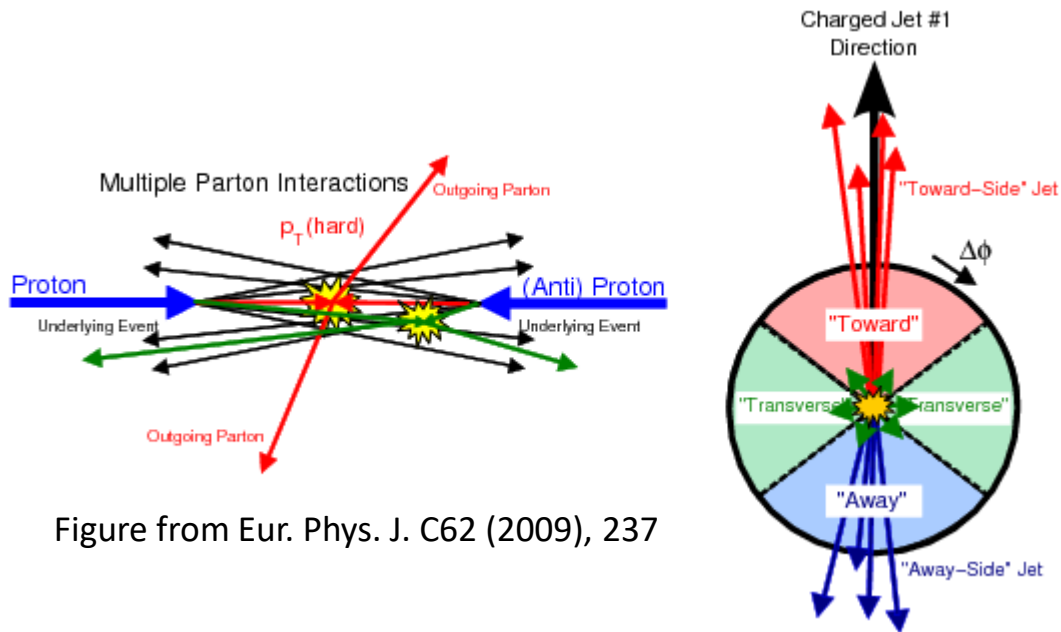 Charged Jet #1
Direction
Multiple Parton Interactions
Outgoing Parton
"Toward-Side" Jet
p_T(hard)
Δϕ
Proton
(Anti) Proton
Underlying Event
Underlying Event
"Toward"
"Transverse"
"Transverse"
Outgoing Parton
"Away"
Figure from Eur. Phys. J. C62 (2009), 237
"Away-Side" Jet